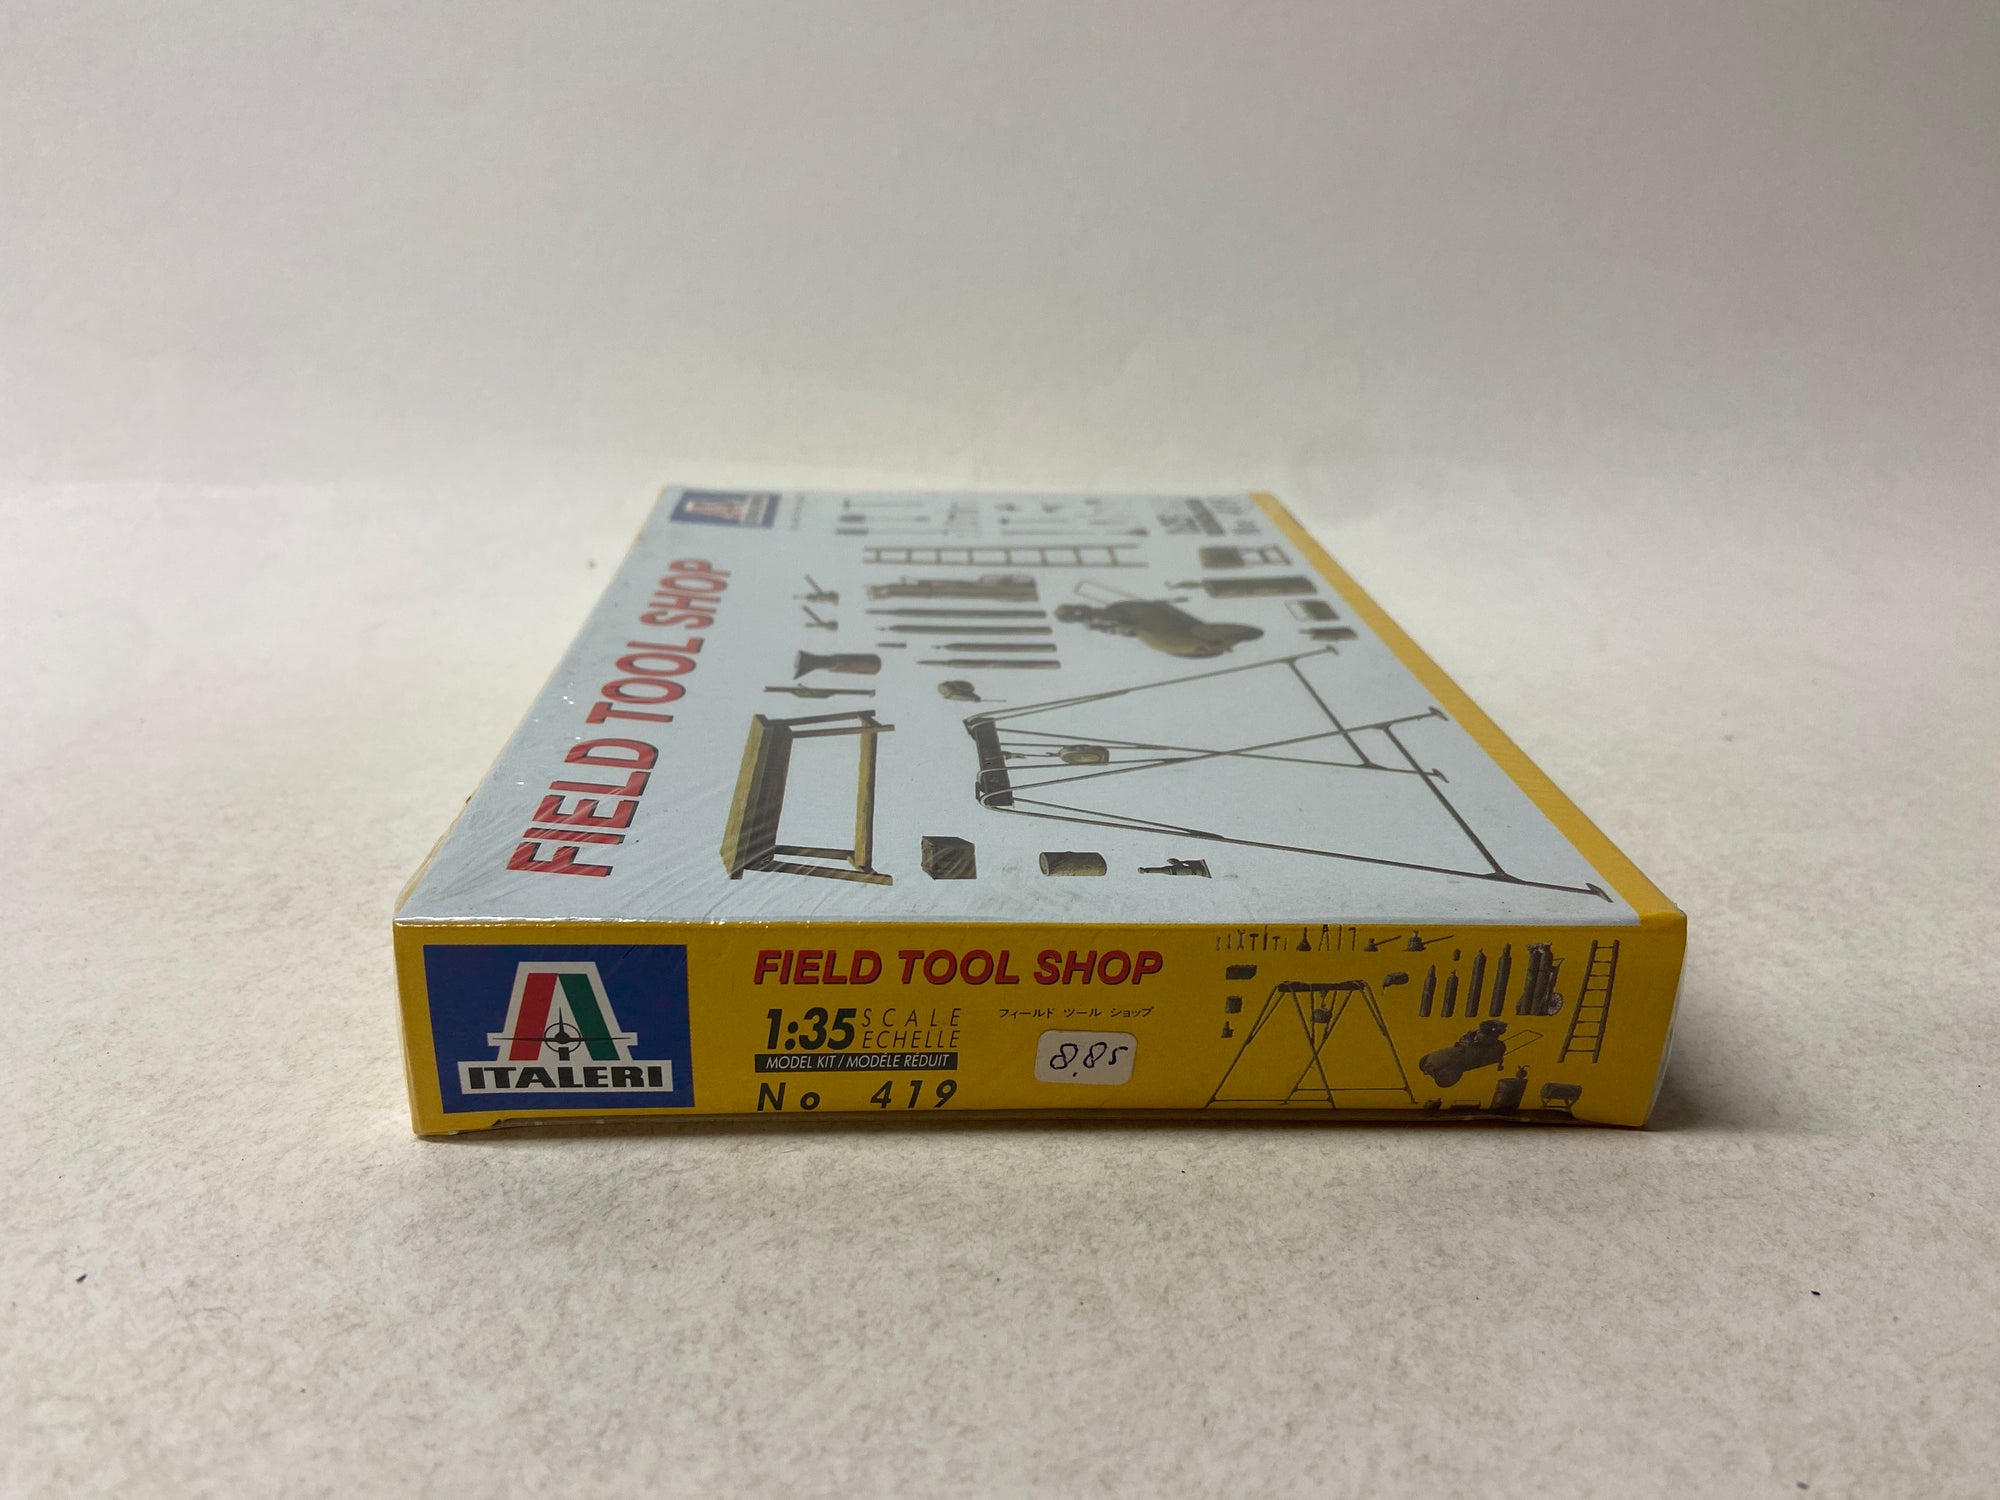 FIELD TOOL SHOP
ITALERI
FIELD TOOL SHOP
1:35 SCALE ECHELLE
フィールド ツール ショップ
MODEL KIT / MODÈLE RÉDUIT
No 419
8.85